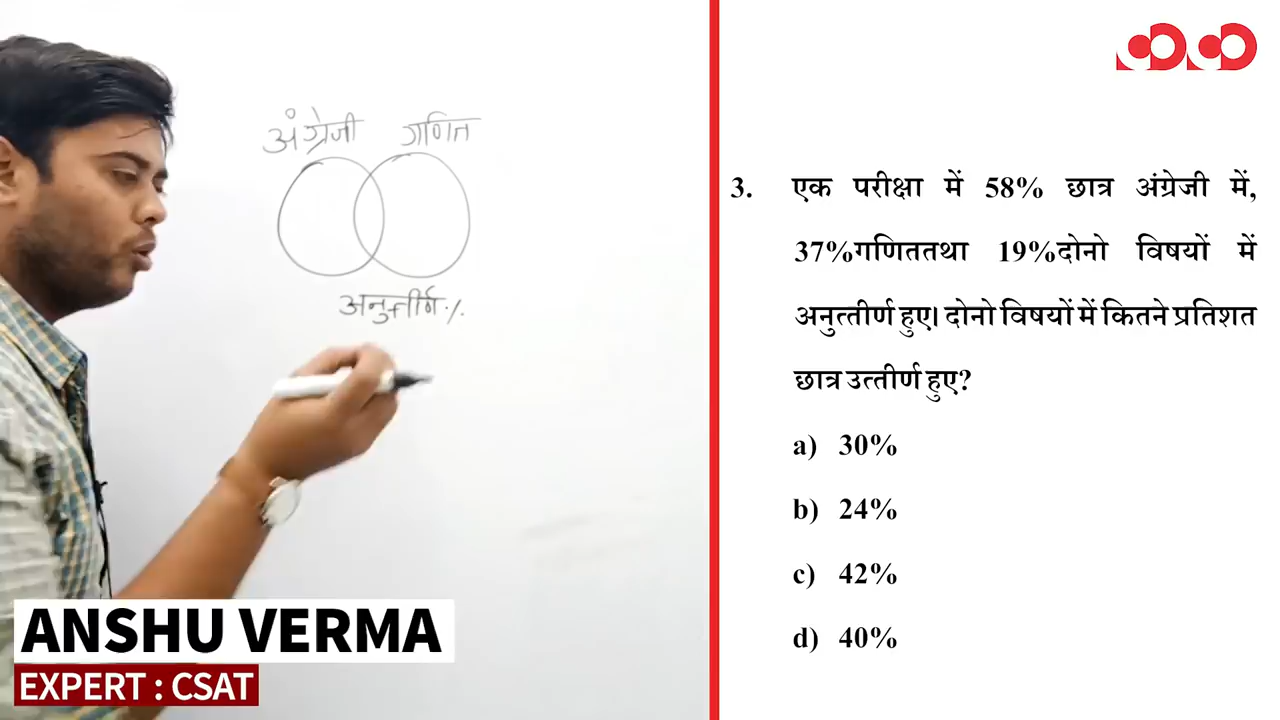 अंग्रेजी गणित
अनुत्तीर्ण %
3. एक परीक्षा में 58% छात्र अंग्रेजी में,
37%गणिततथा 19%दोनो विषयों में
अनुत्तीर्ण हुए। दोनो विषयों में कितने प्रतिशत
छात्र उत्तीर्ण हुए?
a) 30%
b) 24%
c) 42%
d) 40%
ANSHU VERMA
EXPERT : CSAT